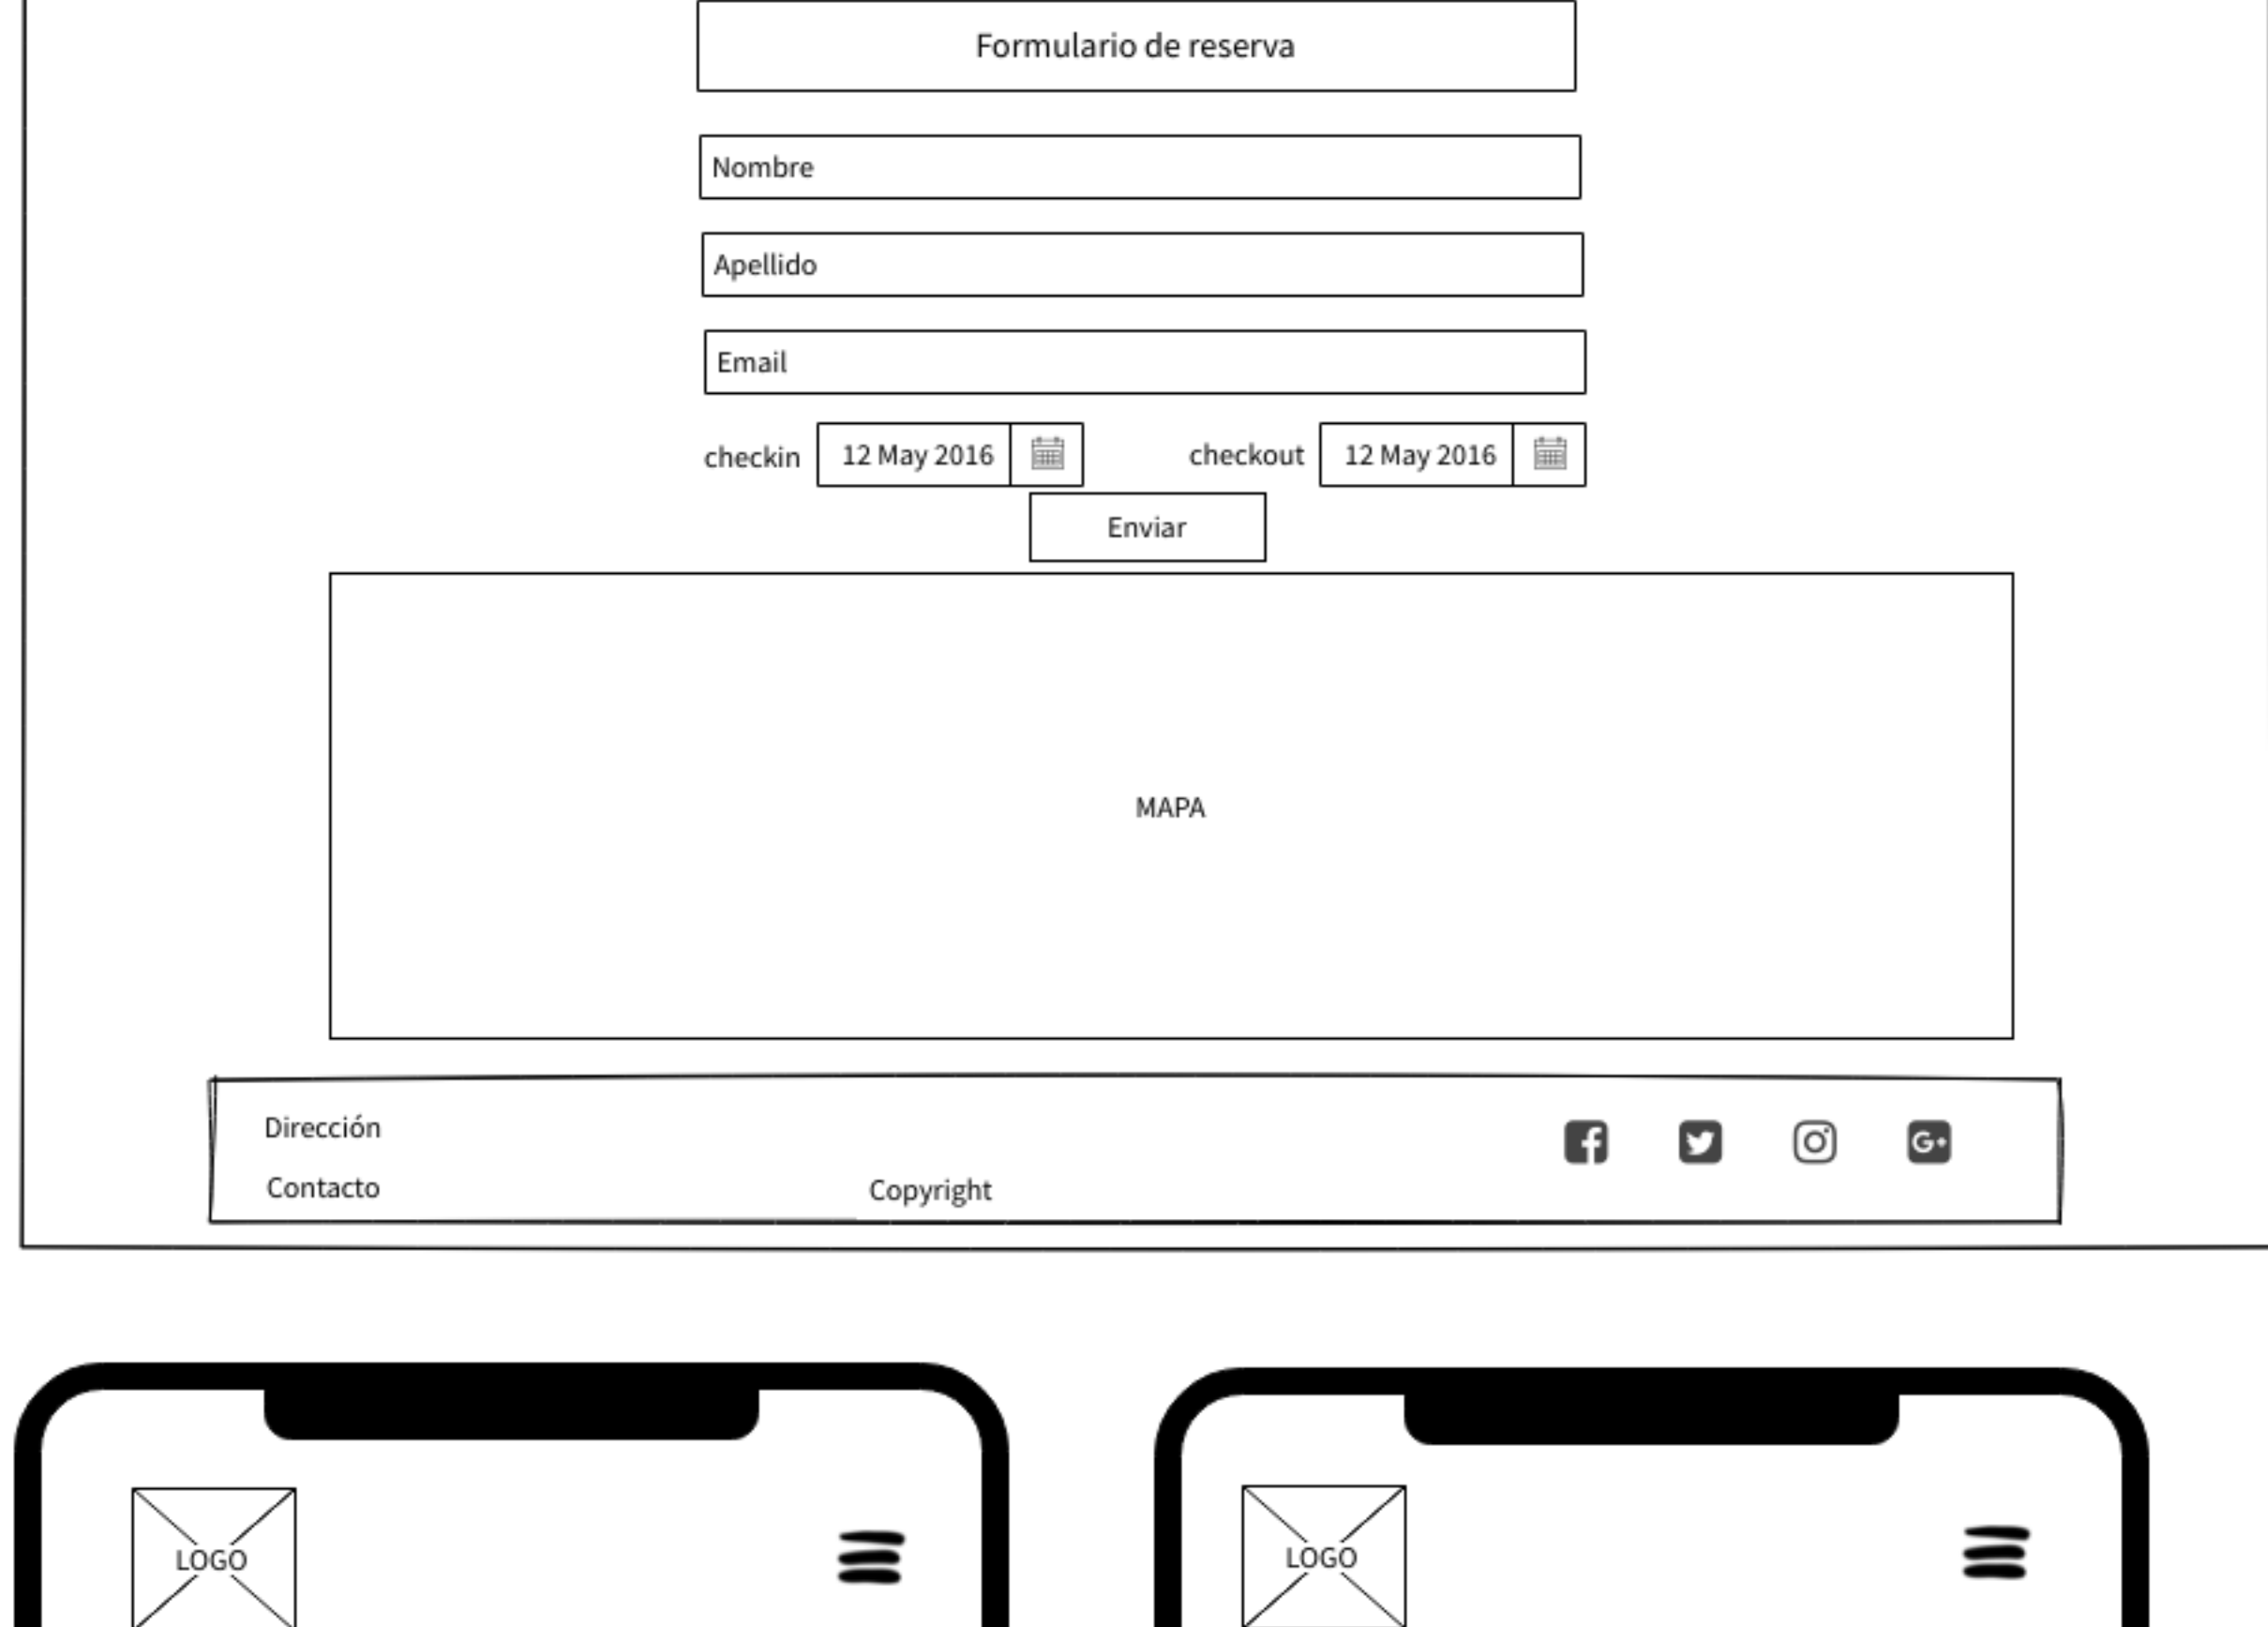 Formulario de reserva
Nombre
Apellido
Email
checkin 12 May 2016 checkout 12 May 2016
Enviar
MAPA
Dirección
Contacto
Copyright
LOGO
LOGO